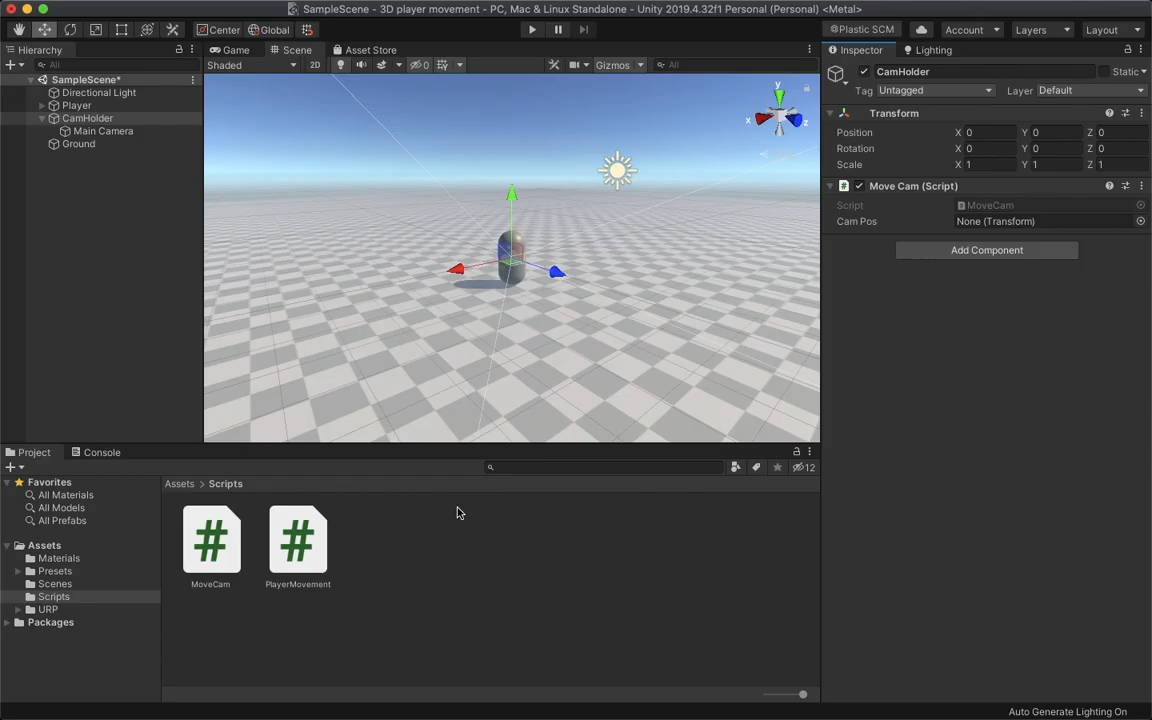 SampleScene - 3D player movement - PC, Mac & Linux Standalone - Unity 2019.4.32f1 Personal (Personal) <Metal>
Center Global Plastic SCM Account Layers Layout
Hierarchy Game Scene Asset Store Inspector Lighting
All Shaded 2D 0 Gizmos All CamHolder Static
SampleScene* Tag Untagged Layer Default
Directional Light
Player
CamHolder
Main Camera
Ground
y
x
z
Transform
Position X 0 Y 0 Z 0
Rotation X 0 Y 0 Z 0
Scale X 1 Y 1 Z 1
# Move Cam (Script)
Script MoveCam
Cam Pos None (Transform)
Add Component
Project Console
12
Favorites
All Materials
All Models
All Prefabs
Assets
Materials
Presets
Scenes
Scripts
URP
Packages
Assets > Scripts
# #
MoveCam PlayerMovement
Auto Generate Lighting On